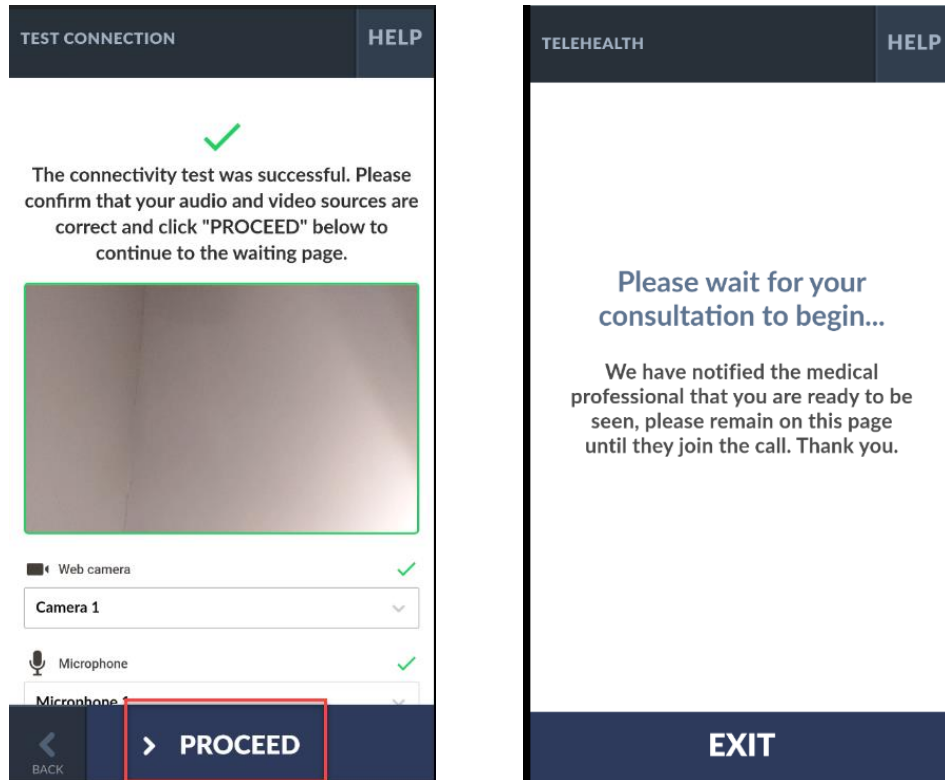 TEST CONNECTION
HELP
The connectivity test was successful. Please
confirm that your audio and video sources are
correct and click "PROCEED" below to
continue to the waiting page.
Web camera
Camera 1
Microphone
Microphone 1
BACK
PROCEED
TELEHEALTH
HELP
Please wait for your
consultation to begin...
We have notified the medical
professional that you are ready to be
seen, please remain on this page
until they join the call. Thank you.
EXIT